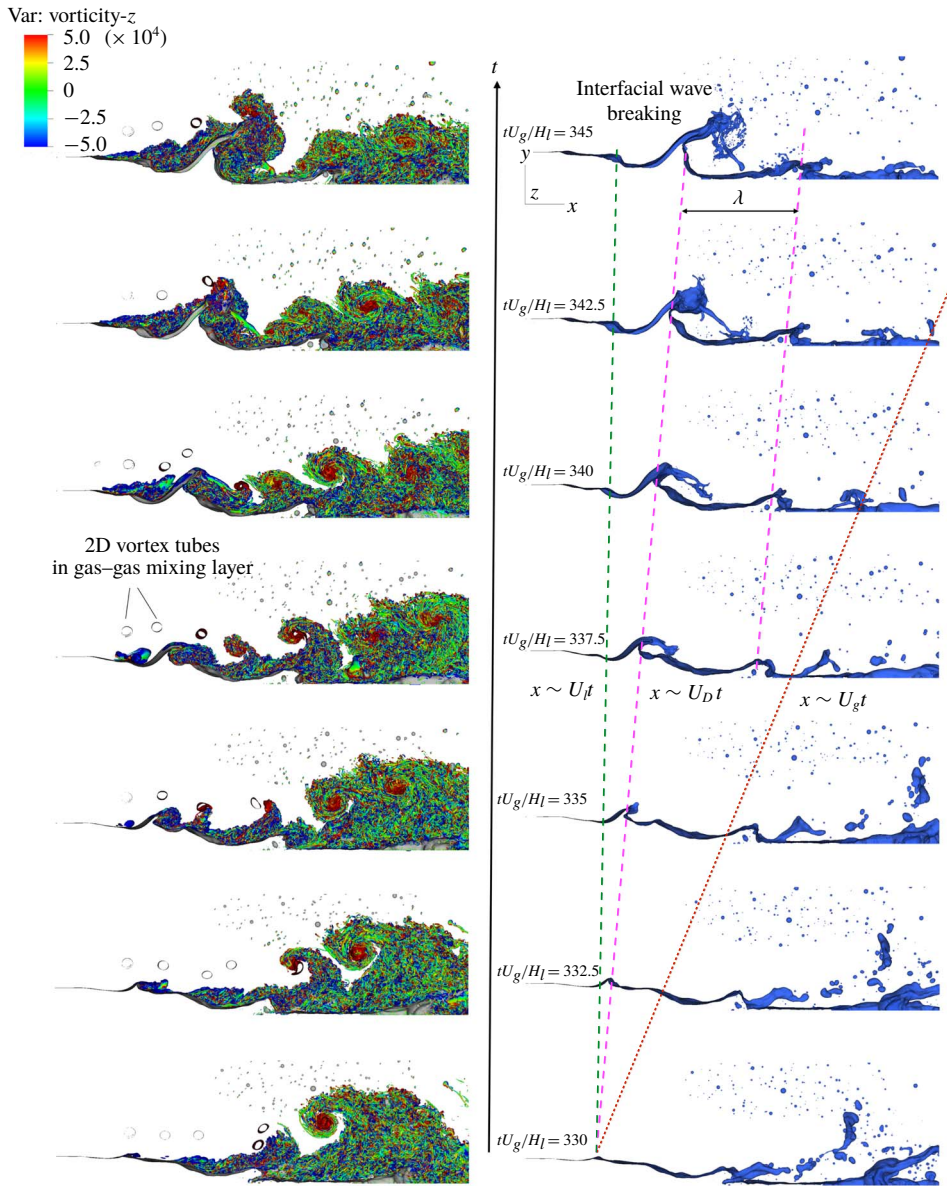 Var: vorticity-z
5.0 (× 10⁴)
2.5
0
−2.5
−5.0
t
Interfacial wave
breaking
tU_g/H_l = 345
y
z
x
λ
tU_g/H_l = 342.5
tU_g/H_l = 340
2D vortex tubes
in gas–gas mixing layer
tU_g/H_l = 337.5
x ∼ U_l t
x ∼ U_D t
x ∼ U_g t
tU_g/H_l = 335
tU_g/H_l = 332.5
tU_g/H_l = 330